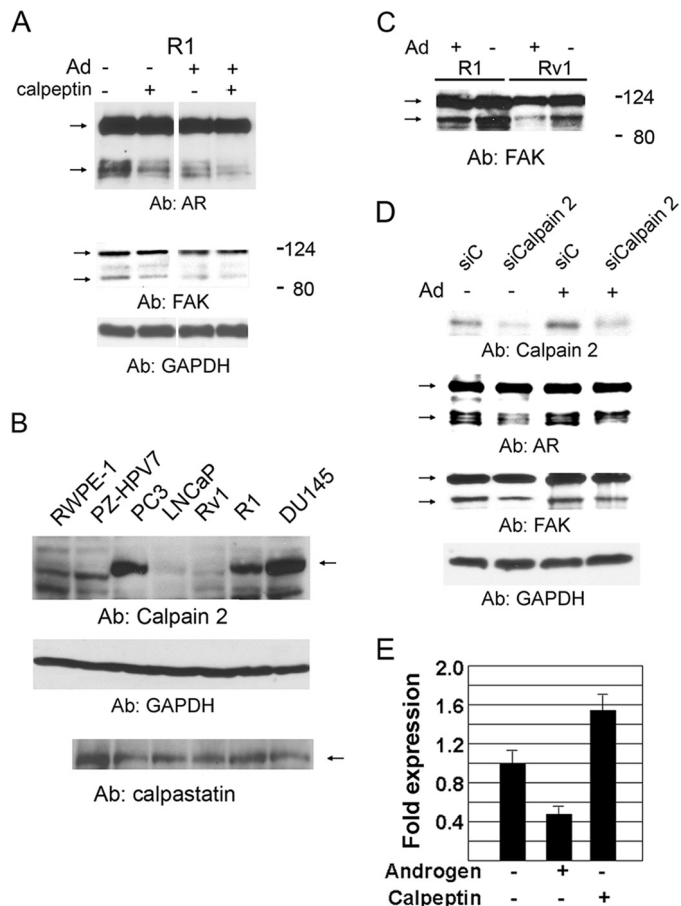 A
R1
Ad - - + +
calpeptin - + - +
Ab: AR
-124
- 80
Ab: FAK
Ab: GAPDH
B
RWPE-1 PZ-HPV7 PC3 LNCaP Rv1 R1 DU145
Ab: Calpain 2
Ab: GAPDH
Ab: calpastatin
C
Ad + - + -
R1 Rv1
-124
- 80
Ab: FAK
D
siC siCalpain 2 siC siCalpain 2
Ad - - + +
Ab: Calpain 2
Ab: AR
Ab: FAK
Ab: GAPDH
E
Fold expression
2.0
1.6
1.2
0.8
0.4
Androgen - + -
Calpeptin - - +